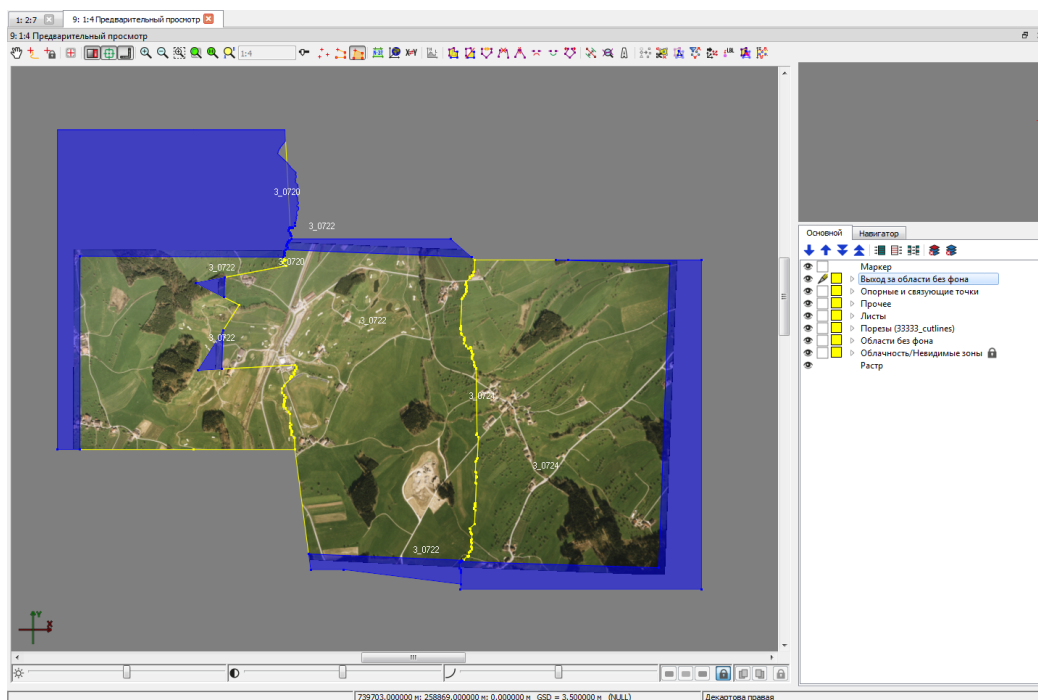 1: 2:7
9: 1:4 Предварительный просмотр
9: 1:4 Предварительный просмотр
1:4
X=Y
LBL
3_0720
3_0722
3_0720
3_0722
3_0722
3_0722
3_0724
3_0724
3_0722
Y
X
Основной
Навигатор
Маркер
Выход за области без фона
Опорные и связующие точки
Прочее
Листы
Порезы (33333_cutlines)
Области без фона
Облачность/Невидимые зоны
Растр
739703.000000 м; 258869.000000 м; 0.000000 м GSD = 3.500000 м (NULL)
Декартова правая